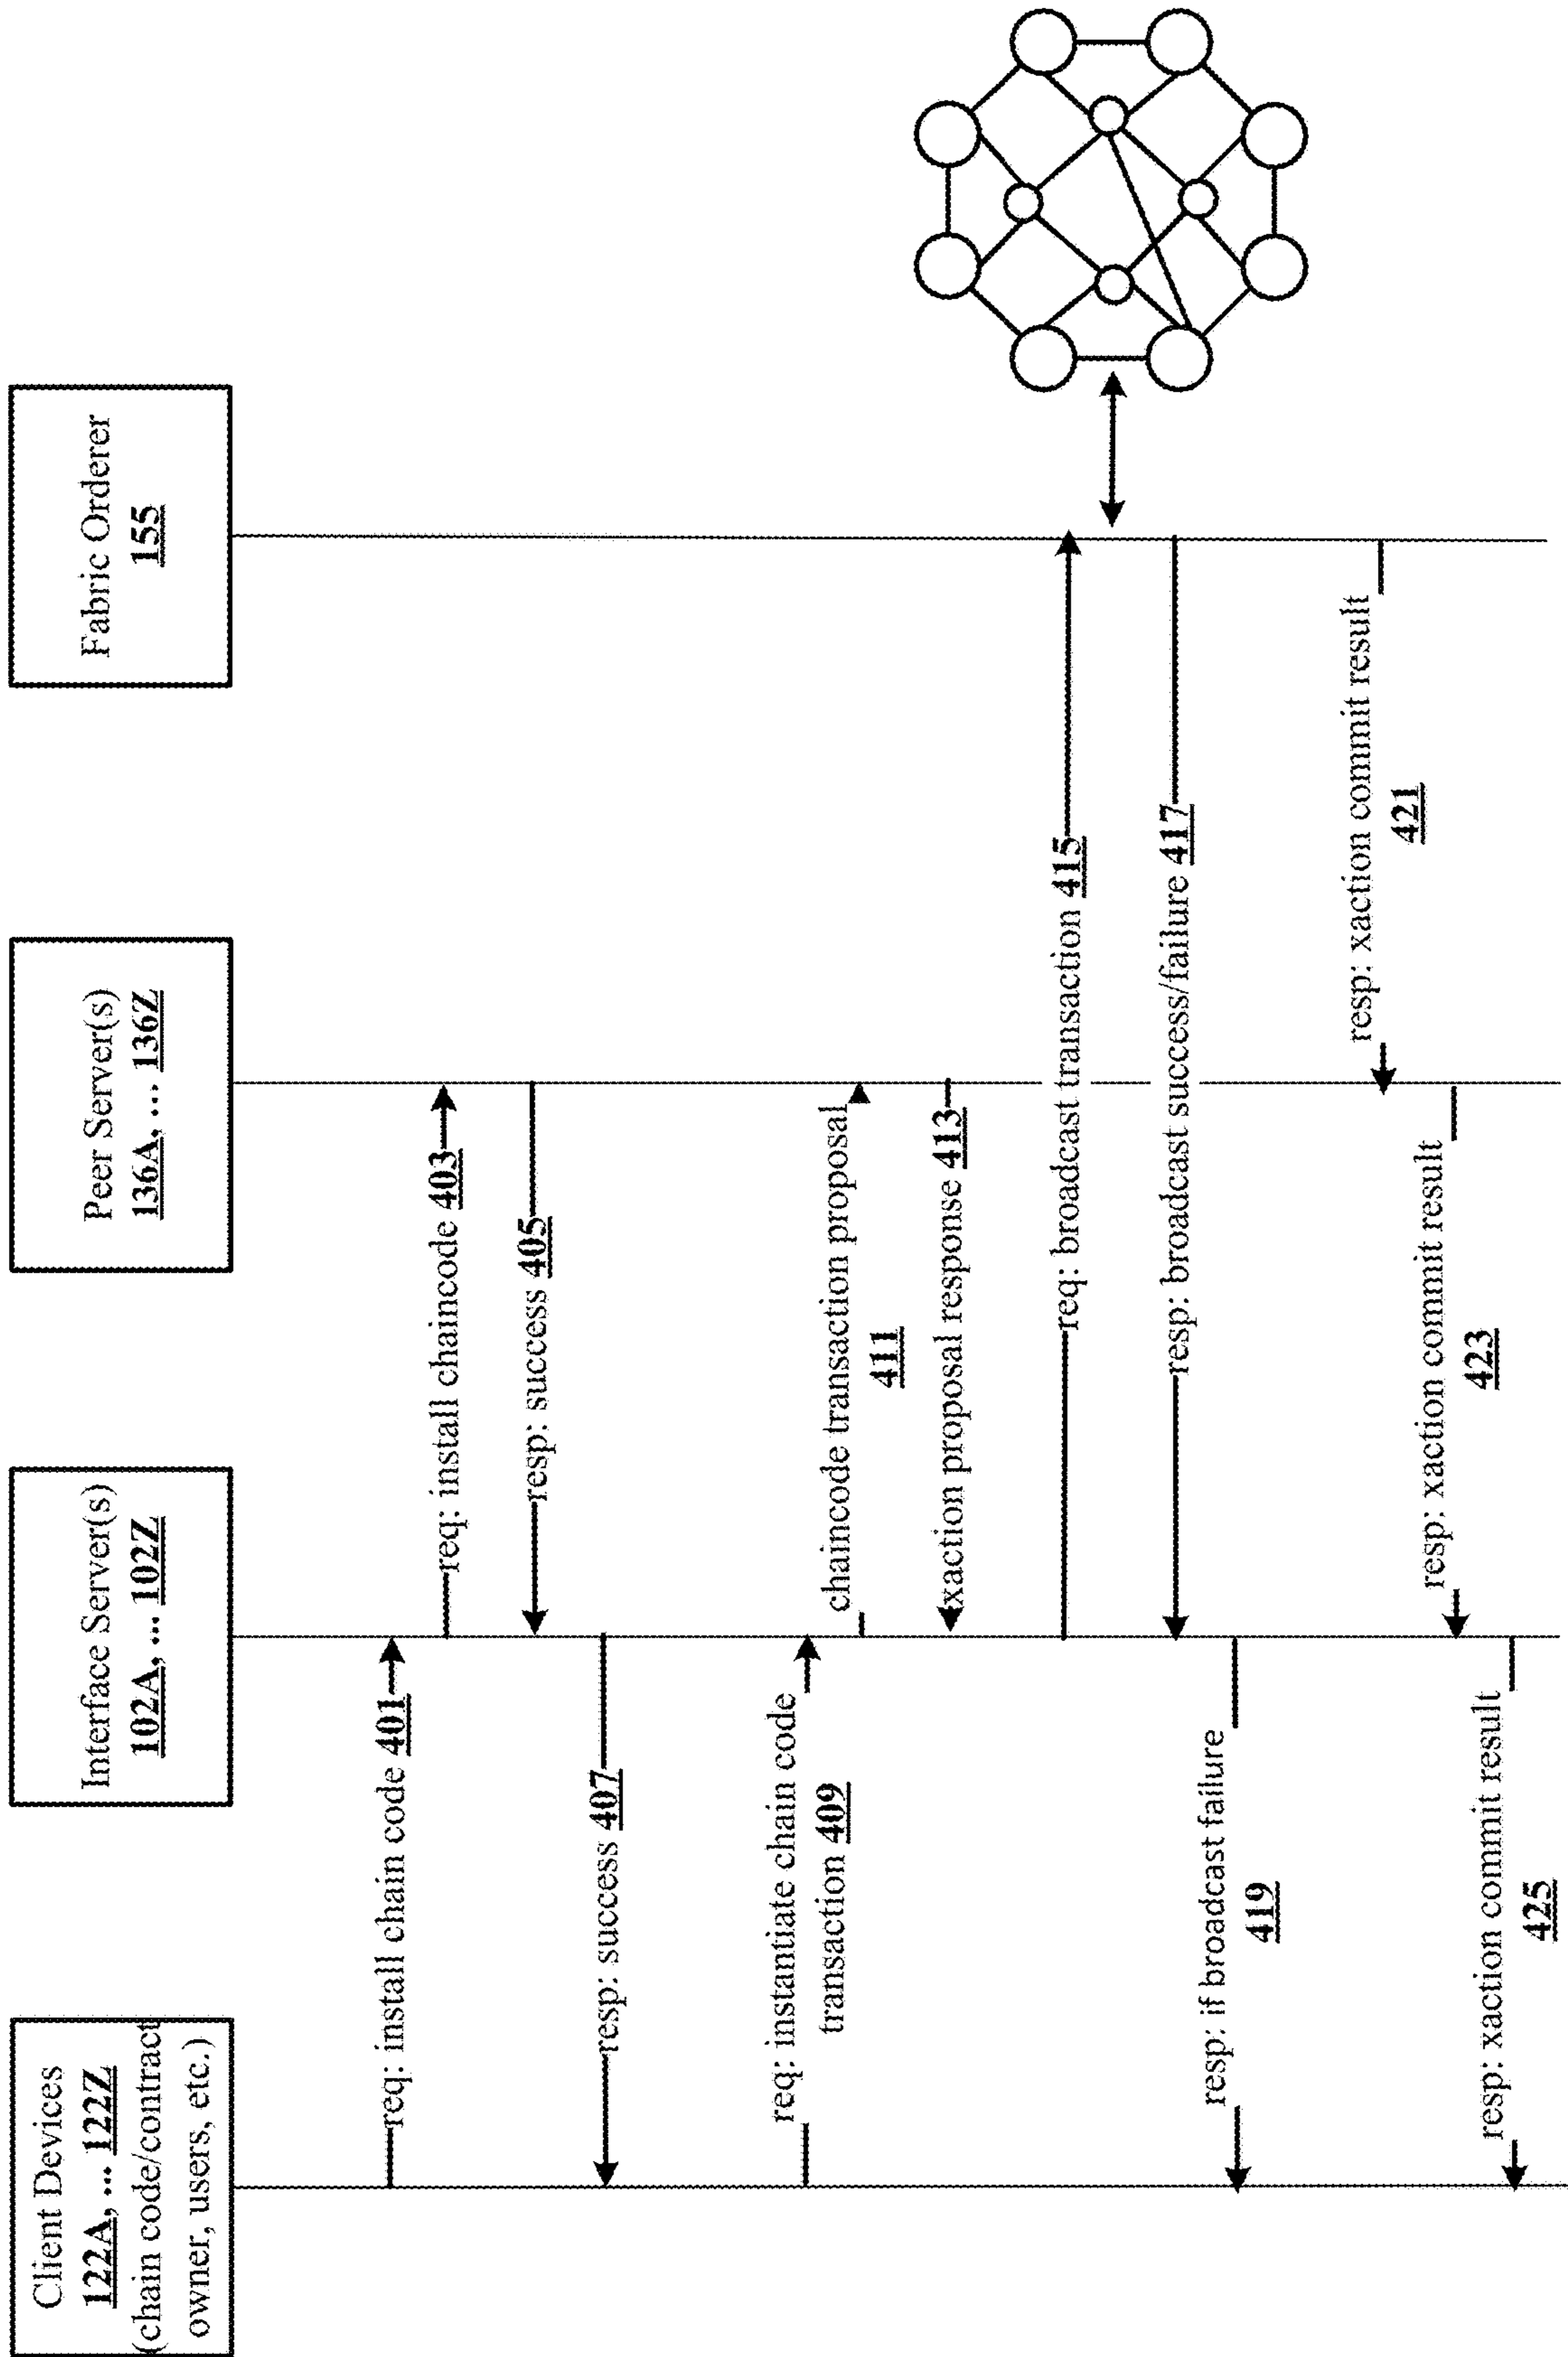 Client Devices
122A, ... 122Z
(chain code/contract
owner, users, etc.)
Interface Server(s)
102A, ... 102Z
Peer Server(s)
136A, ... 136Z
Fabric Orderer
155
req: install chain code 401
req: install chaincode 403
resp: success 405
resp: success 407
req: instantiate chain code
transaction 409
chaincode transaction proposal
411
xaction proposal response 413
req: broadcast transaction 415
resp: broadcast success/failure 417
resp: if broadcast failure
419
resp: xaction commit result
421
resp: xaction commit result
423
resp: xaction commit result
425